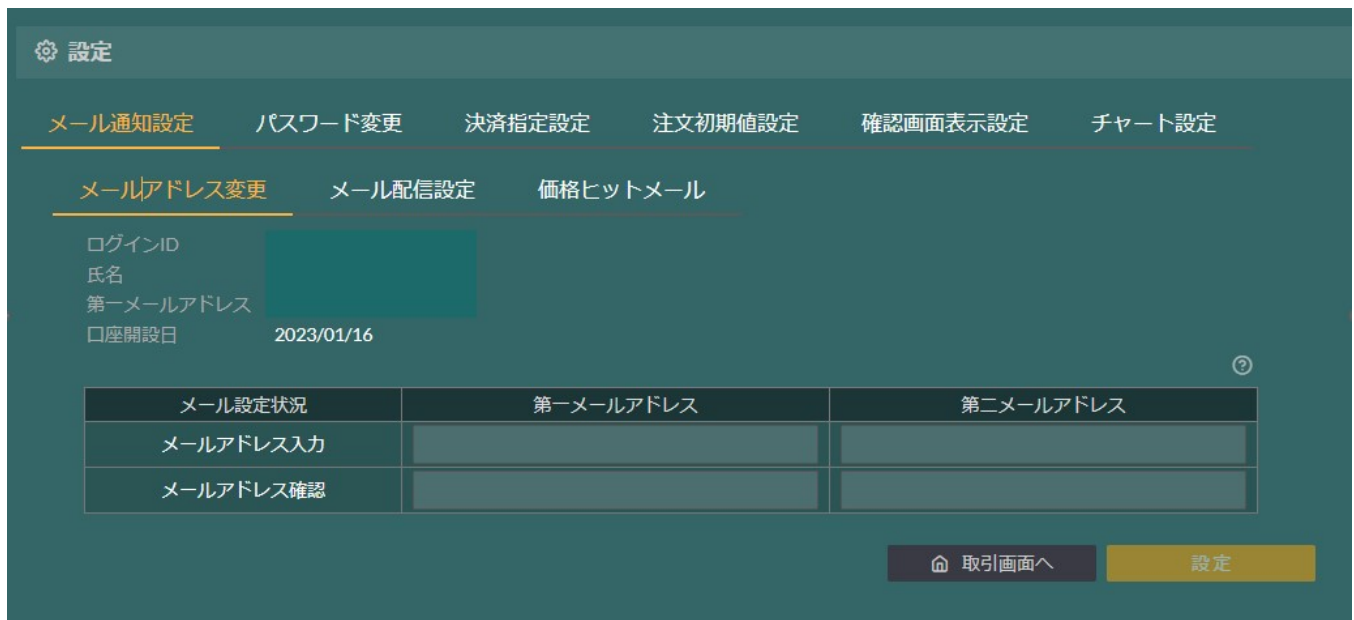 設定
メール通知設定 パスワード変更 決済指定設定 注文初期値設定 確認画面表示設定 チャート設定
メールアドレス変更 メール配信設定 価格ヒットメール
ログインID
氏名
第一メールアドレス
口座開設日 2023/01/16
?
メール設定状況 第一メールアドレス 第二メールアドレス
メールアドレス入力
メールアドレス確認
取引画面へ 設定